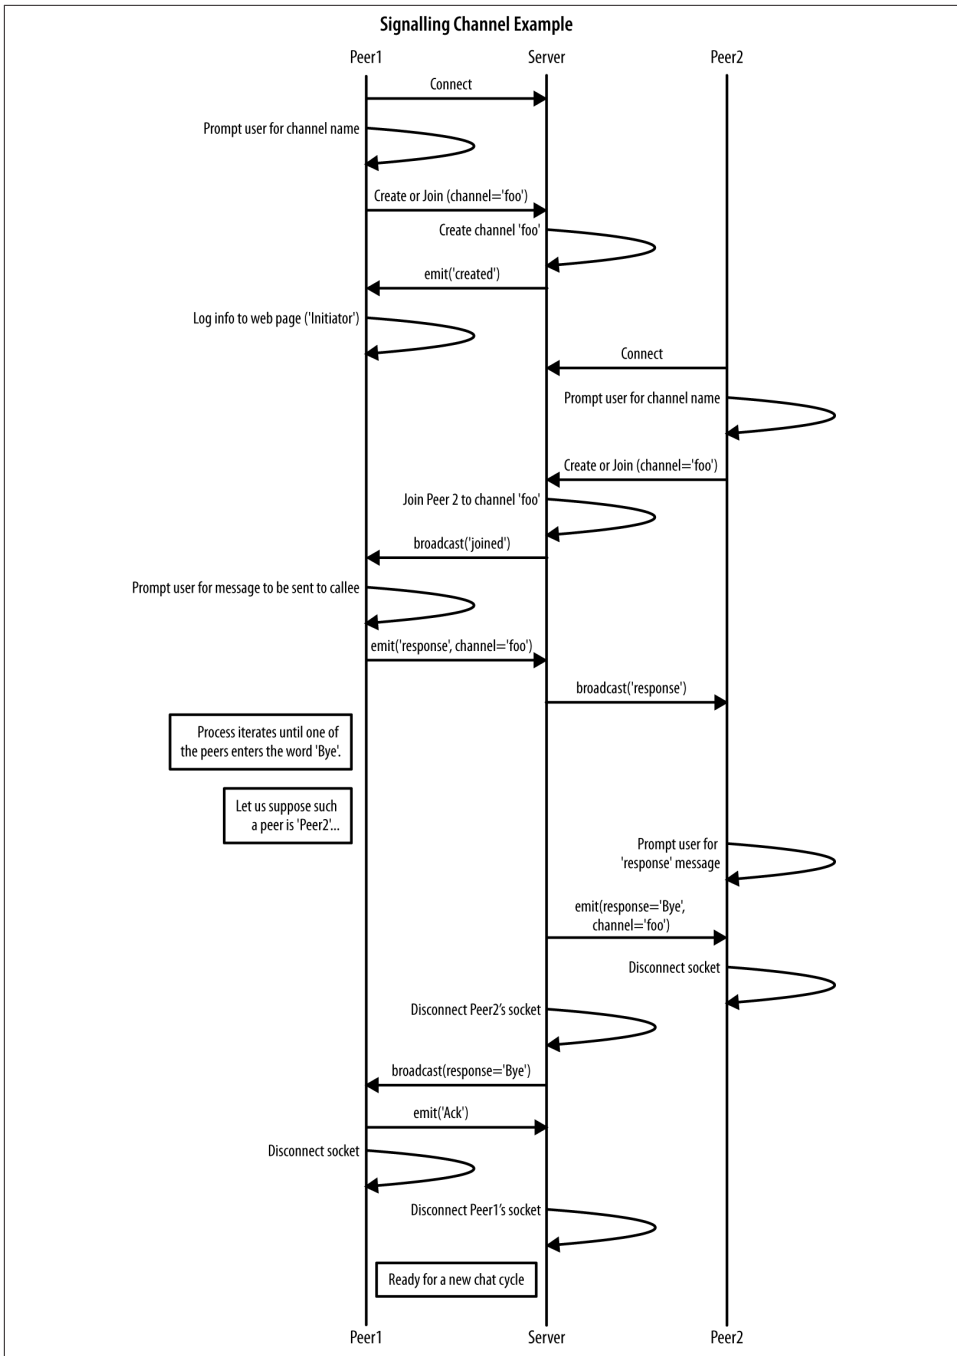 Signalling Channel Example
Peer1
Server
Peer2
Connect
Prompt user for channel name
Create or Join (channel='foo')
Create channel 'foo'
emit('created')
Log info to web page ('Initiator')
Connect
Prompt user for channel name
Create or Join (channel='foo')
Join Peer 2 to channel 'foo'
broadcast('joined')
Prompt user for message to be sent to callee
emit('response', channel='foo')
broadcast('response')
Process iterates until one of
the peers enters the word 'Bye'.
Let us suppose such
a peer is 'Peer2'...
Prompt user for
'response' message
emit(response='Bye',
channel='foo')
Disconnect socket
Disconnect Peer2's socket
broadcast(response='Bye')
emit('Ack')
Disconnect socket
Disconnect Peer1's socket
Ready for a new chat cycle
Peer1
Server
Peer2